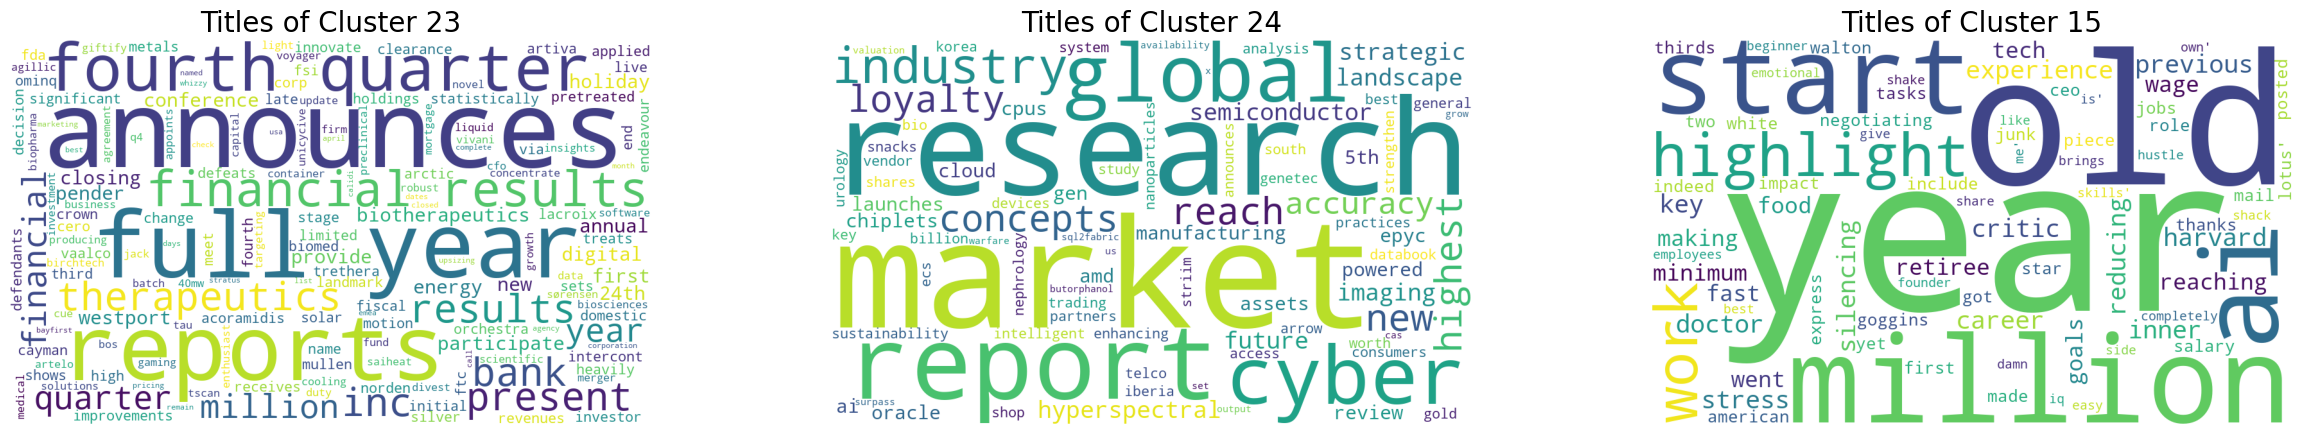 Titles of Cluster 23
fda giftify metals light innovate clearance artiva applied
agillic voyager live
ominq fourth quarter named whizzy corp fsi novel holiday
significant conference late update holdings statistically pretreated
decision announces
biopharma marketing best q4 agreement appoints check capital usa unicycive firm april preclinical mortgage liquid vivani complete via insights cfo concentrate end month endeavour
closing defeats container calidi arctic
financial investment pender financial results robust dates closed
business
crown change full year stage biotherapeutics lacroix software
cero limited annual
defendants producing days meet fourth targeting biomed provide treats
vaalco jack growth digital
birchtech third 40mw landmark trethera upsizing data first
batch stratus list energy new sets sørensen 24th
therapeutics fiscal results biosciences
cue westport tau acoramidis solar emea motion domestic
bayfirst orchestra agency year
cayman bos reports name participate
artelo gaming enthusiast fund saiheat scientific call corporation intercont
shows high mullen heavily
medical solutions pricing receives cooling norden divest ftc bank merger
quarter remain tscan duty initial present
improvements million inc silver revenues investor
Titles of Cluster 24
valuation korea system availability analysis strategic
industry global landscape
loyalty cpus x semiconductor best general grow
bio research
urology snacks vendor cloud study nanoparticles announces south 5th strengthen
shares genetec
launches gen devices reach accuracy
chiplets concepts manufacturing practices
key billion warfare sql2fabric epyc
market us databook highest
ecs nephrology amd striim powered
butorphanol trading assets imaging
partners new
sustainability intelligent enhancing arrow cas
report future worth consumers
telco access cyber
iberia set
ai surpass oracle shop hyperspectral output review gold
Titles of Cluster 15
thirds beginner walton tech own' posted
start emotional shake tasks experience previous
old ceo is' wage
two white negotiating like jobs lotus'
highlight give me' junk piece role
brings hustle
indeed impact include skills' mail
key food year share critic shack
silencing reducing thanks
making harvard ai
employees retiree star
minimum founder reaching
work fast best express got completely
doctor goggins career inner
yet goals side salary
went million first damn
stress made iq easy
american